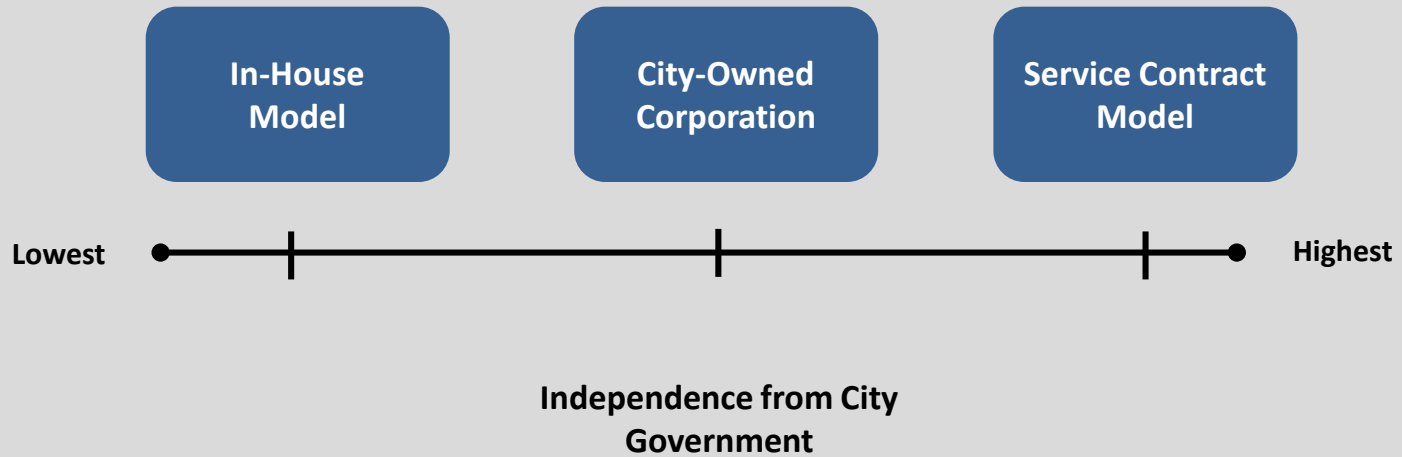 In-House
Model
City-Owned
Corporation
Service Contract
Model
Lowest
Highest
Independence from City
Government